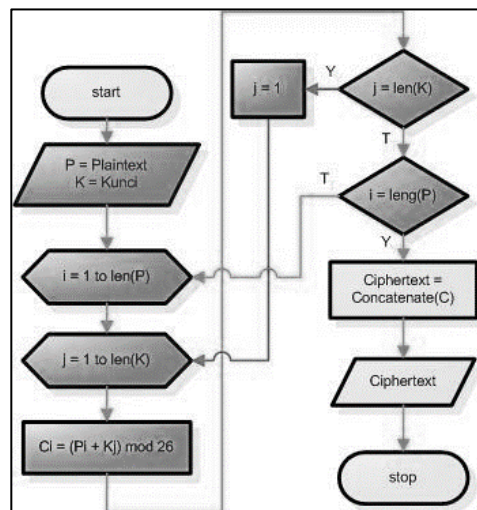 start
P = Plaintext
K = Kunci
i = 1 to len(P)
j = 1 to len(K)
Ci = (Pi + Kj) mod 26
j = len(K)
Y
j = 1
T
i = leng(P)
T
Y
Ciphertext =
Concatenate(C)
Ciphertext
stop